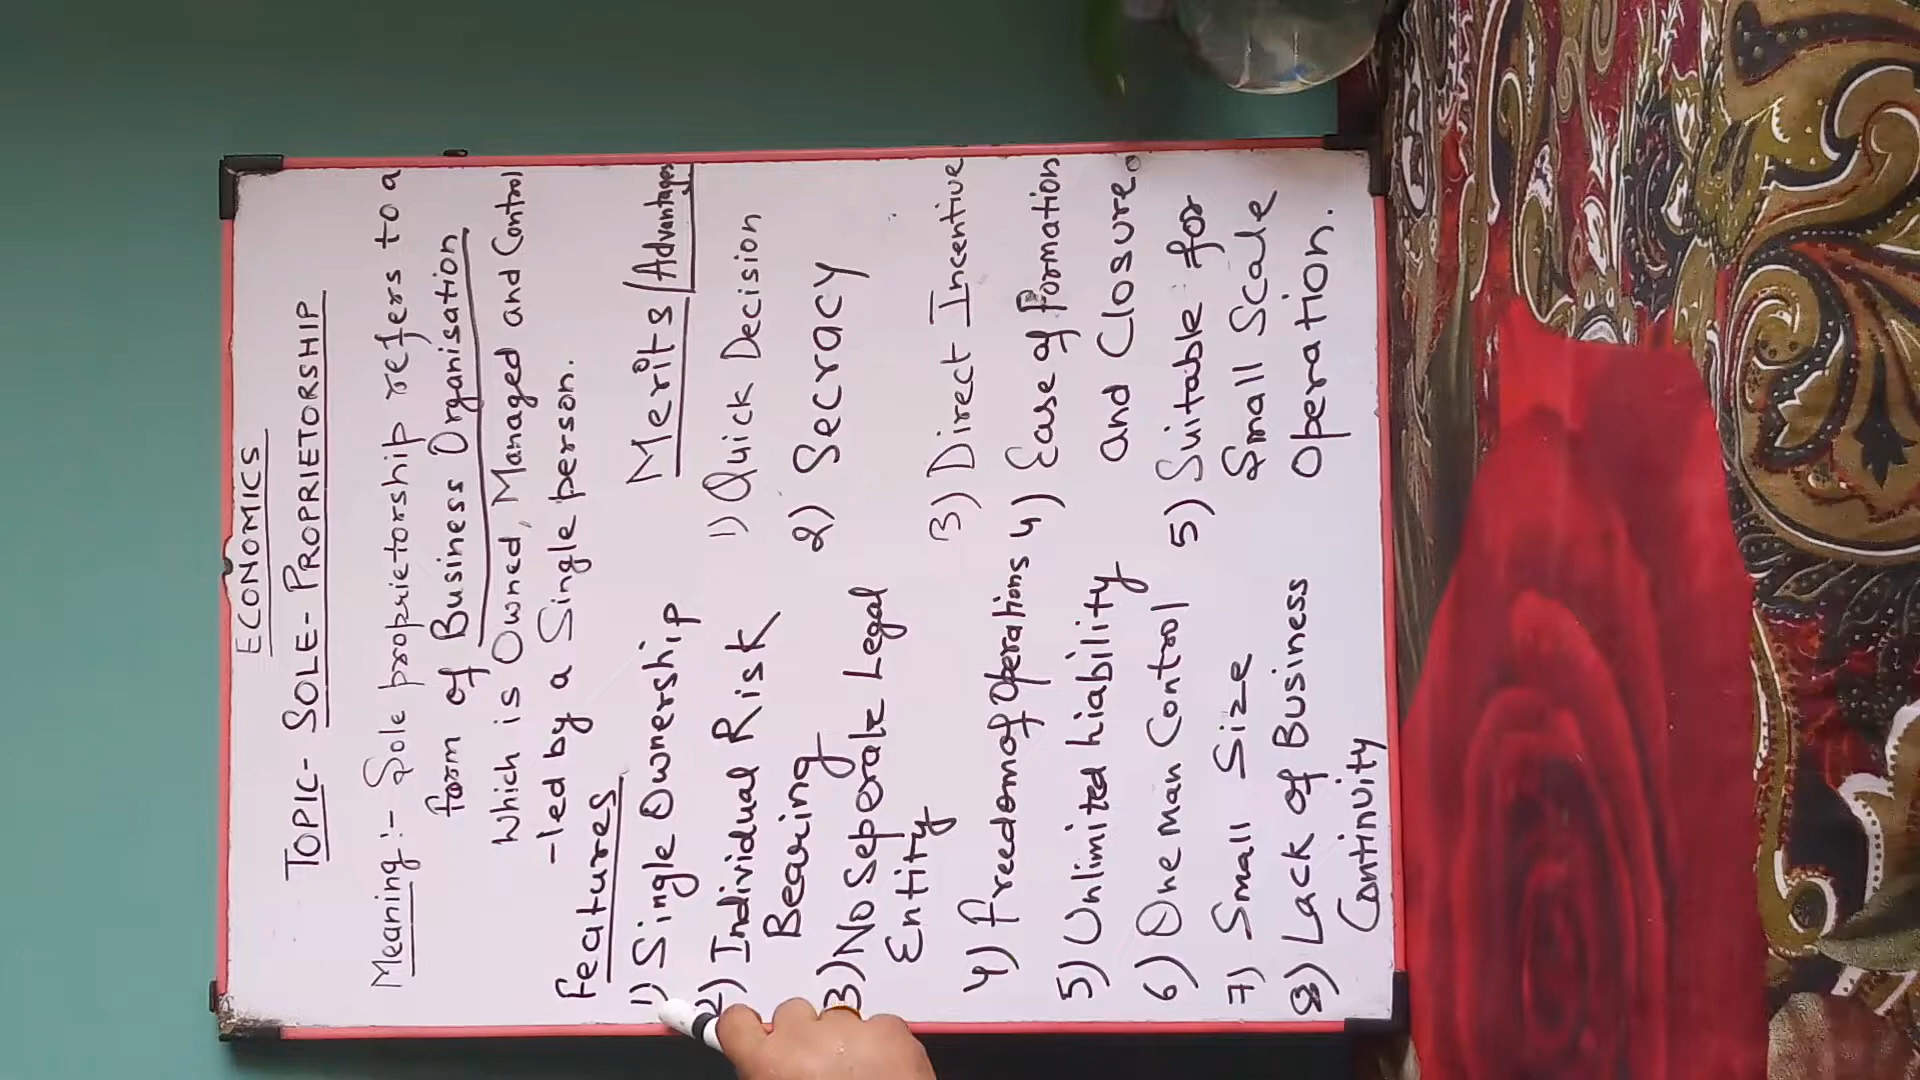 ECONOMICS
TOPIC- SOLE-PROPRIETORSHIP
Meaning:- Sole proprietorship refers to a
form of Business Organisation
which is Owned, Managed and Control
-led by a Single person.
Features
1) Single Ownership
2) Individual Risk
Bearing
3) No Seperate Legal
Entity
4) Freedom of Operations
5) Unlimited Liability
6) One man Control
7) Small Size
8) Lack of Business
Continuity
Merits/Advantages
1) Quick Decision
2) Secracy
3) Direct Incentive
4) Ease of Formation
and Closure.
5) Suitable for
Small Scale
Operation.